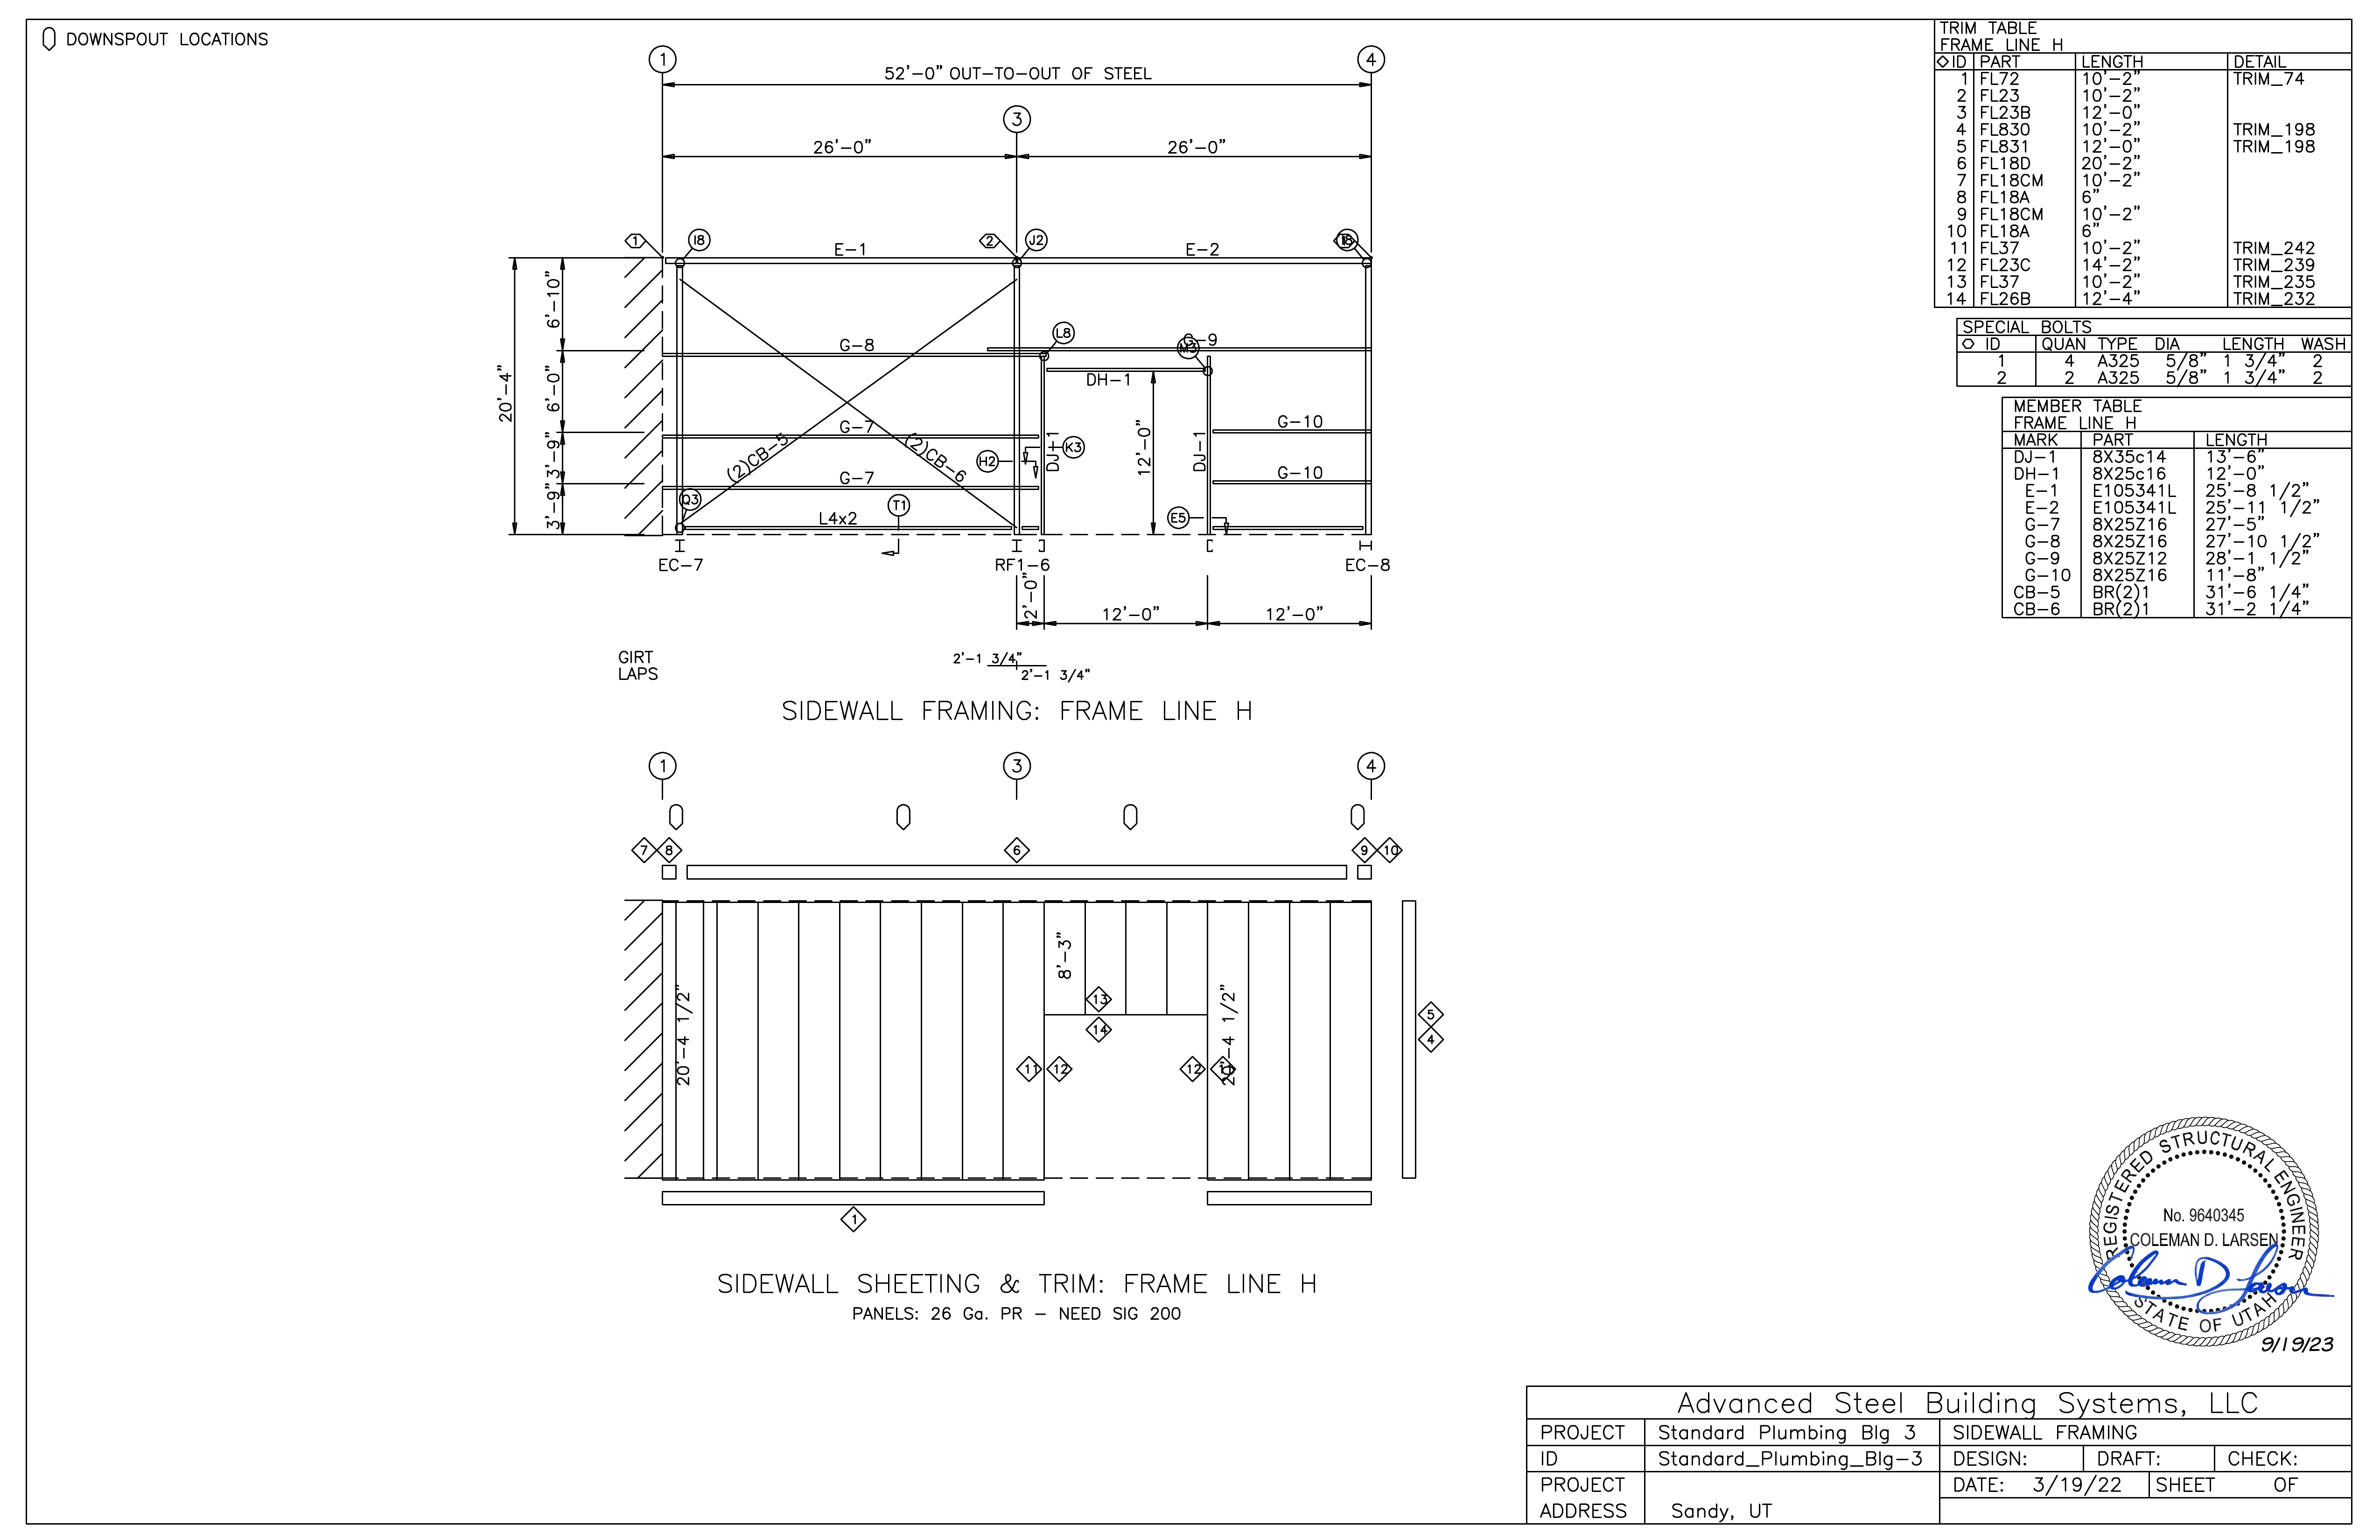 DOWNSPOUT LOCATIONS
1
4
52'-0" OUT-TO-OUT OF STEEL
3
26'-0"
26'-0"
1
I8
E-1
2
J2
E-2
I8
6'-10"
6'-0"
3'-9"
3'-9"
20'-4"
G-8
L8
G-9
M3
DH-1
G-7
(2)CB-5
(2)CB-6
H2
K3
DJ-1
12'-0"
DJ-1
G-10
G-7
G-10
Q3
L4x2
T1
E5
EC-7
RF1-6
EC-8
2'-0"
12'-0"
12'-0"
GIRT
LAPS
2'-1 3/4"
2'-1 3/4"
SIDEWALL FRAMING: FRAME LINE H
1
3
4
7
8
6
9
10
20'-4 1/2"
8'-3"
13
14
11
12
12
11
20'-4 1/2"
5
4
1
SIDEWALL SHEETING & TRIM: FRAME LINE H
PANELS: 26 Ga. PR - NEED SIG 200
TRIM TABLE
FRAME LINE H
ID PART LENGTH DETAIL
1 FL72 10'-2" TRIM_74
2 FL23 10'-2"
3 FL23B 12'-0"
4 FL830 10'-2" TRIM_198
5 FL831 12'-0" TRIM_198
6 FL18D 20'-2"
7 FL18CM 10'-2"
8 FL18A 6"
9 FL18CM 10'-2"
10 FL18A 6"
11 FL37 10'-2" TRIM_242
12 FL23C 14'-2" TRIM_239
13 FL37 10'-2" TRIM_235
14 FL26B 12'-4" TRIM_232
SPECIAL BOLTS
ID QUAN TYPE DIA LENGTH WASH
1 4 A325 5/8" 1 3/4" 2
2 2 A325 5/8" 1 3/4" 2
MEMBER TABLE
FRAME LINE H
MARK PART LENGTH
DJ-1 8X35c14 13'-6"
DH-1 8X25c16 12'-0"
E-1 E105341L 25'-8 1/2"
E-2 E105341L 25'-11 1/2"
G-7 8X25Z16 27'-5"
G-8 8X25Z16 27'-10 1/2"
G-9 8X25Z12 28'-1 1/2"
G-10 8X25Z16 11'-8"
CB-5 BR(2)1 31'-6 1/4"
CB-6 BR(2)1 31'-2 1/4"
REGISTERED STRUCTURAL ENGINEER
No. 9640345
COLEMAN D. LARSEN
Coleman D Larsen
STATE OF UTAH
9/19/23
Advanced Steel Building Systems, LLC
PROJECT Standard Plumbing Blg 3 SIDEWALL FRAMING
ID Standard_Plumbing_Blg-3 DESIGN: DRAFT: CHECK:
PROJECT DATE: 3/19/22 SHEET OF
ADDRESS Sandy, UT